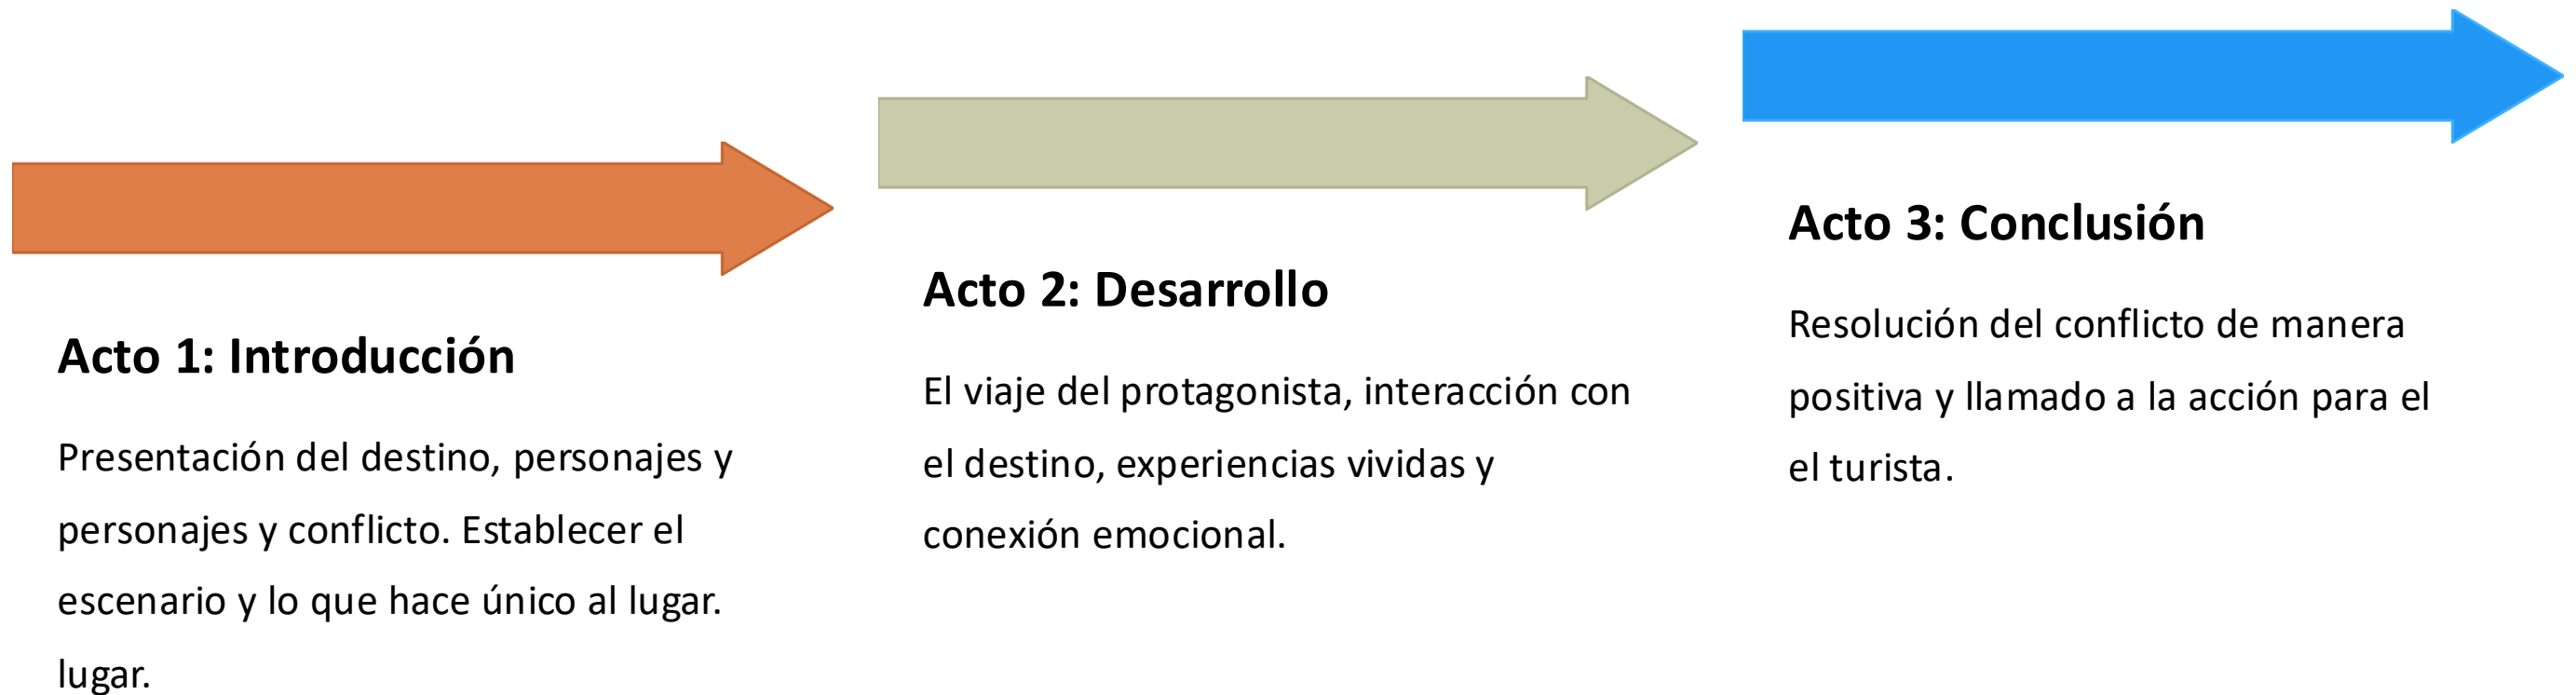 Acto 1: Introducción
Presentación del destino, personajes y
personajes y conflicto. Establecer el
escenario y lo que hace único al lugar.
lugar.
Acto 2: Desarrollo
El viaje del protagonista, interacción con
el destino, experiencias vividas y
conexión emocional.
Acto 3: Conclusión
Resolución del conflicto de manera
positiva y llamado a la acción para el
el turista.